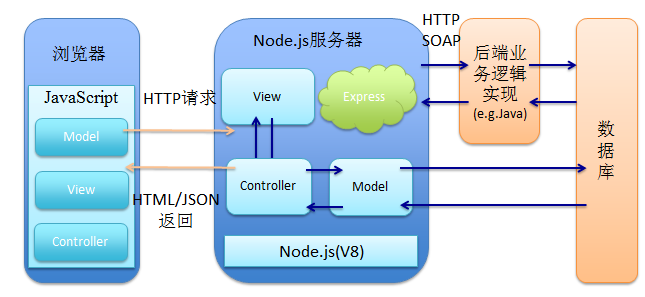 浏览器
JavaScript
Model
View
Controller
HTTP请求
HTML/JSON
返回
Node.js服务器
View
Express
Controller
Model
Node.js(V8)
HTTP
SOAP
后端业
务逻辑
实现
(e.g.Java)
数
据
库